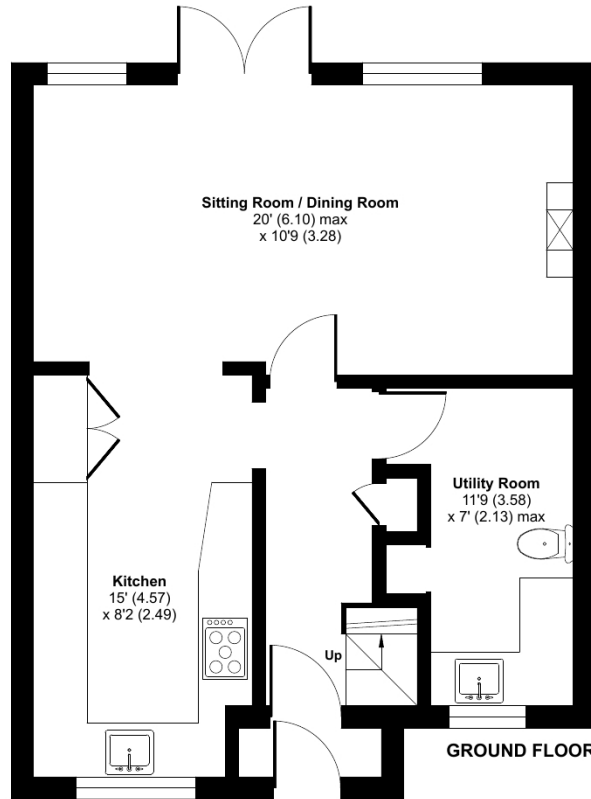 Sitting Room / Dining Room
20' (6.10) max
x 10'9 (3.28)
Utility Room
11'9 (3.58)
x 7' (2.13) max
Kitchen
15' (4.57)
x 8'2 (2.49)
Up
GROUND FLOOR